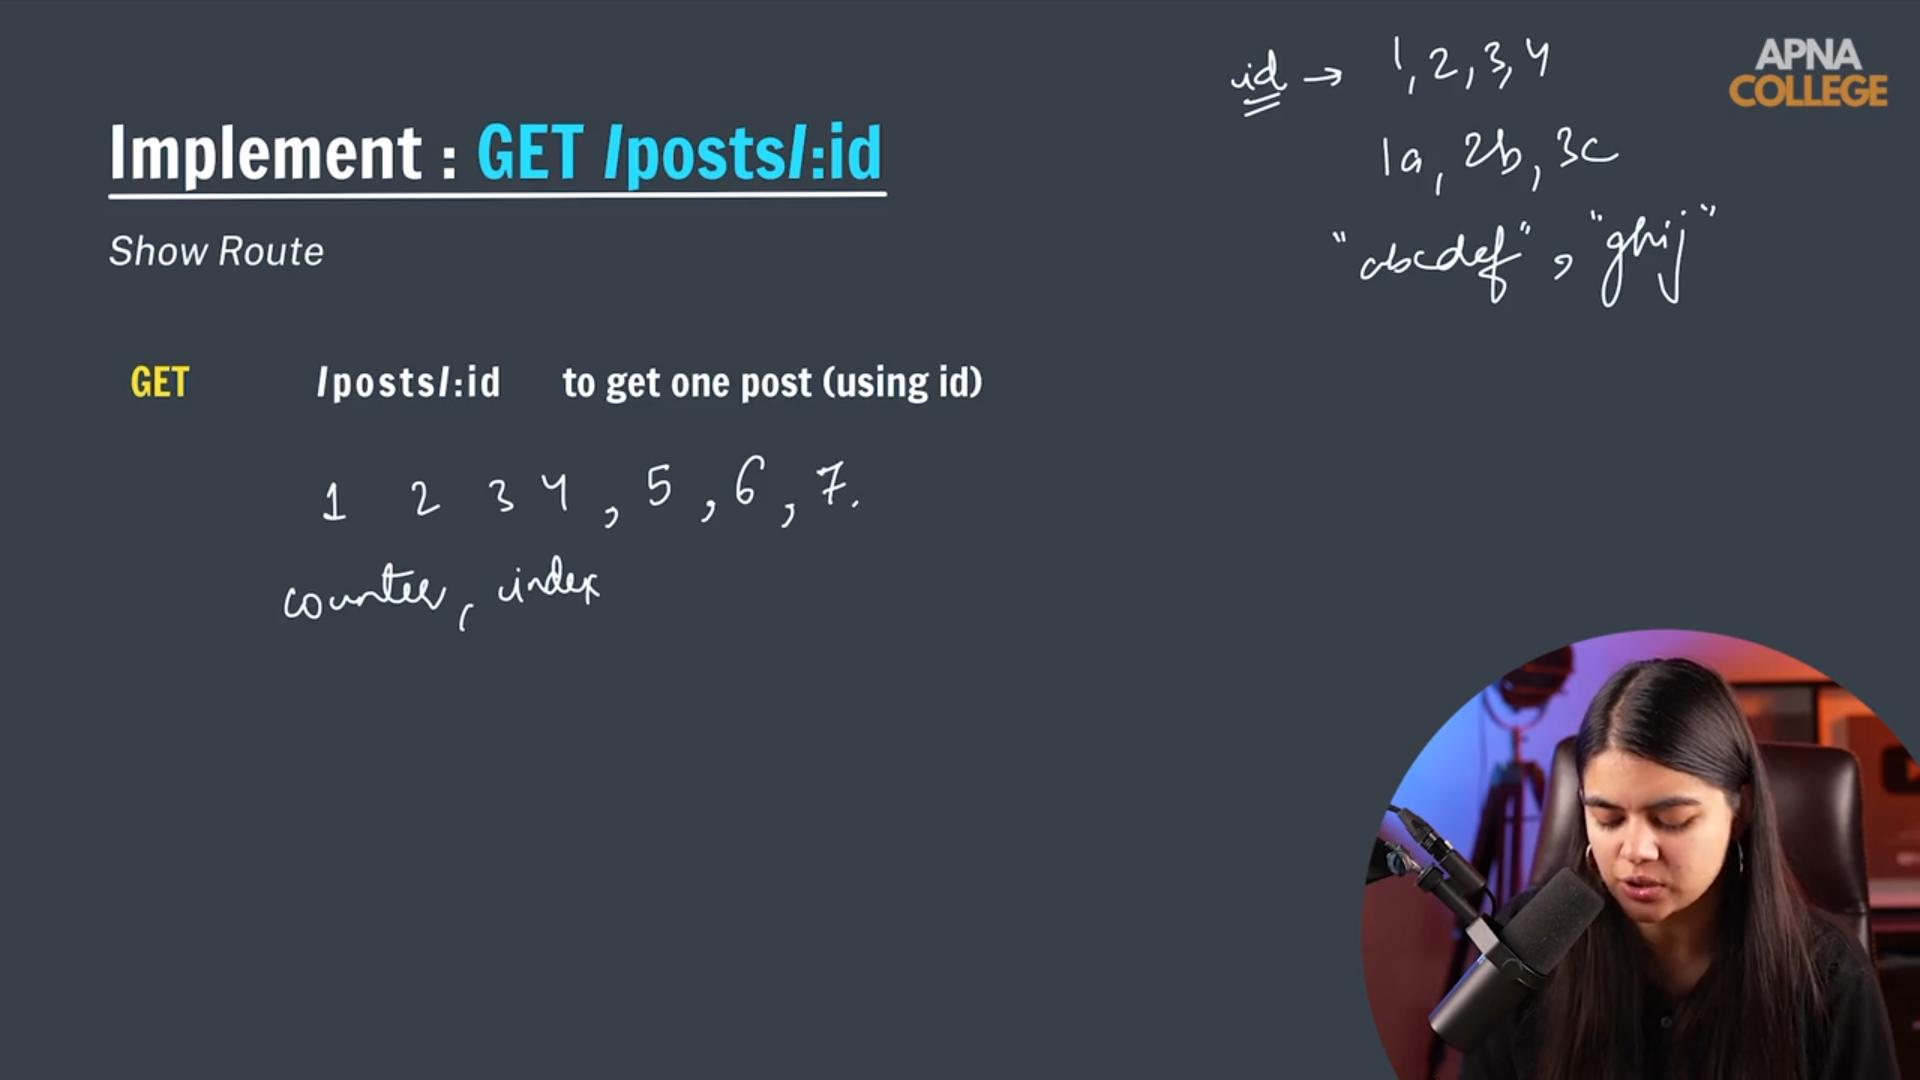 id → 1, 2, 3, 4
APNA
COLLEGE
Implement : GET /posts/:id
1a, 2b, 3c
Show Route
"abcdef", "ghij"
GET /posts/:id to get one post (using id)
1 2 3 4, 5, 6, 7.
counter, index